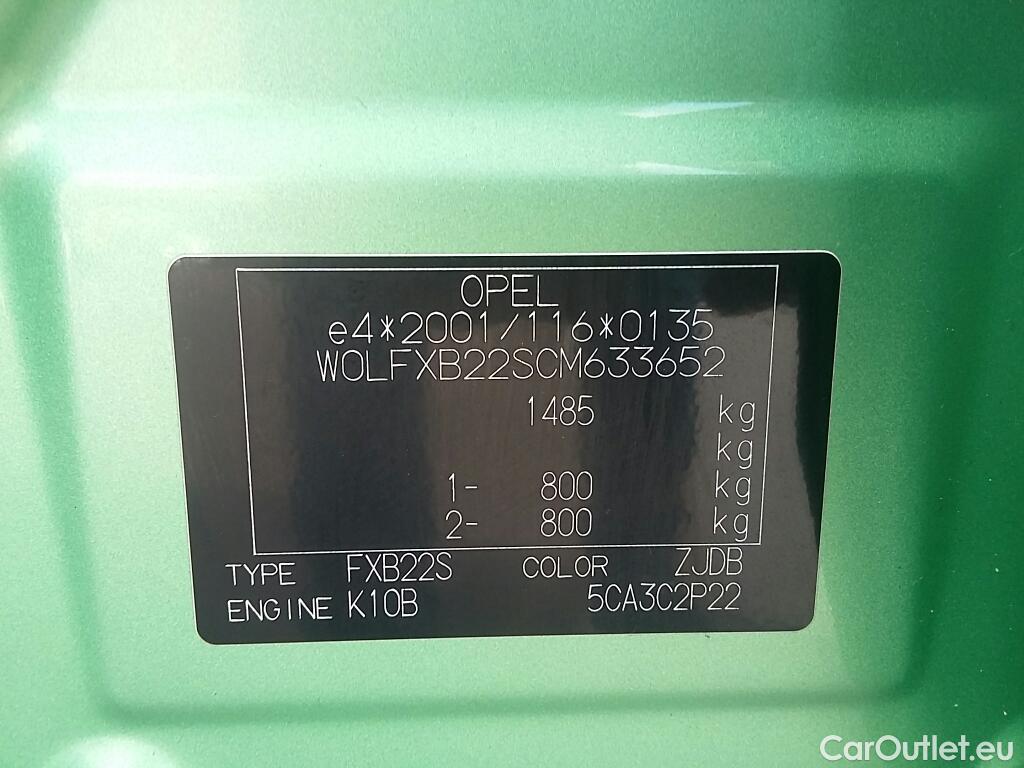 OPEL
e4*2001/116*0135
W0LFXB22SCM633652
1485 kg
kg
1- 800 kg
2- 800 kg
TYPE FXB22S COLOR ZJDB
ENGINE K10B 5CA3C2P22
CarOutlet.eu